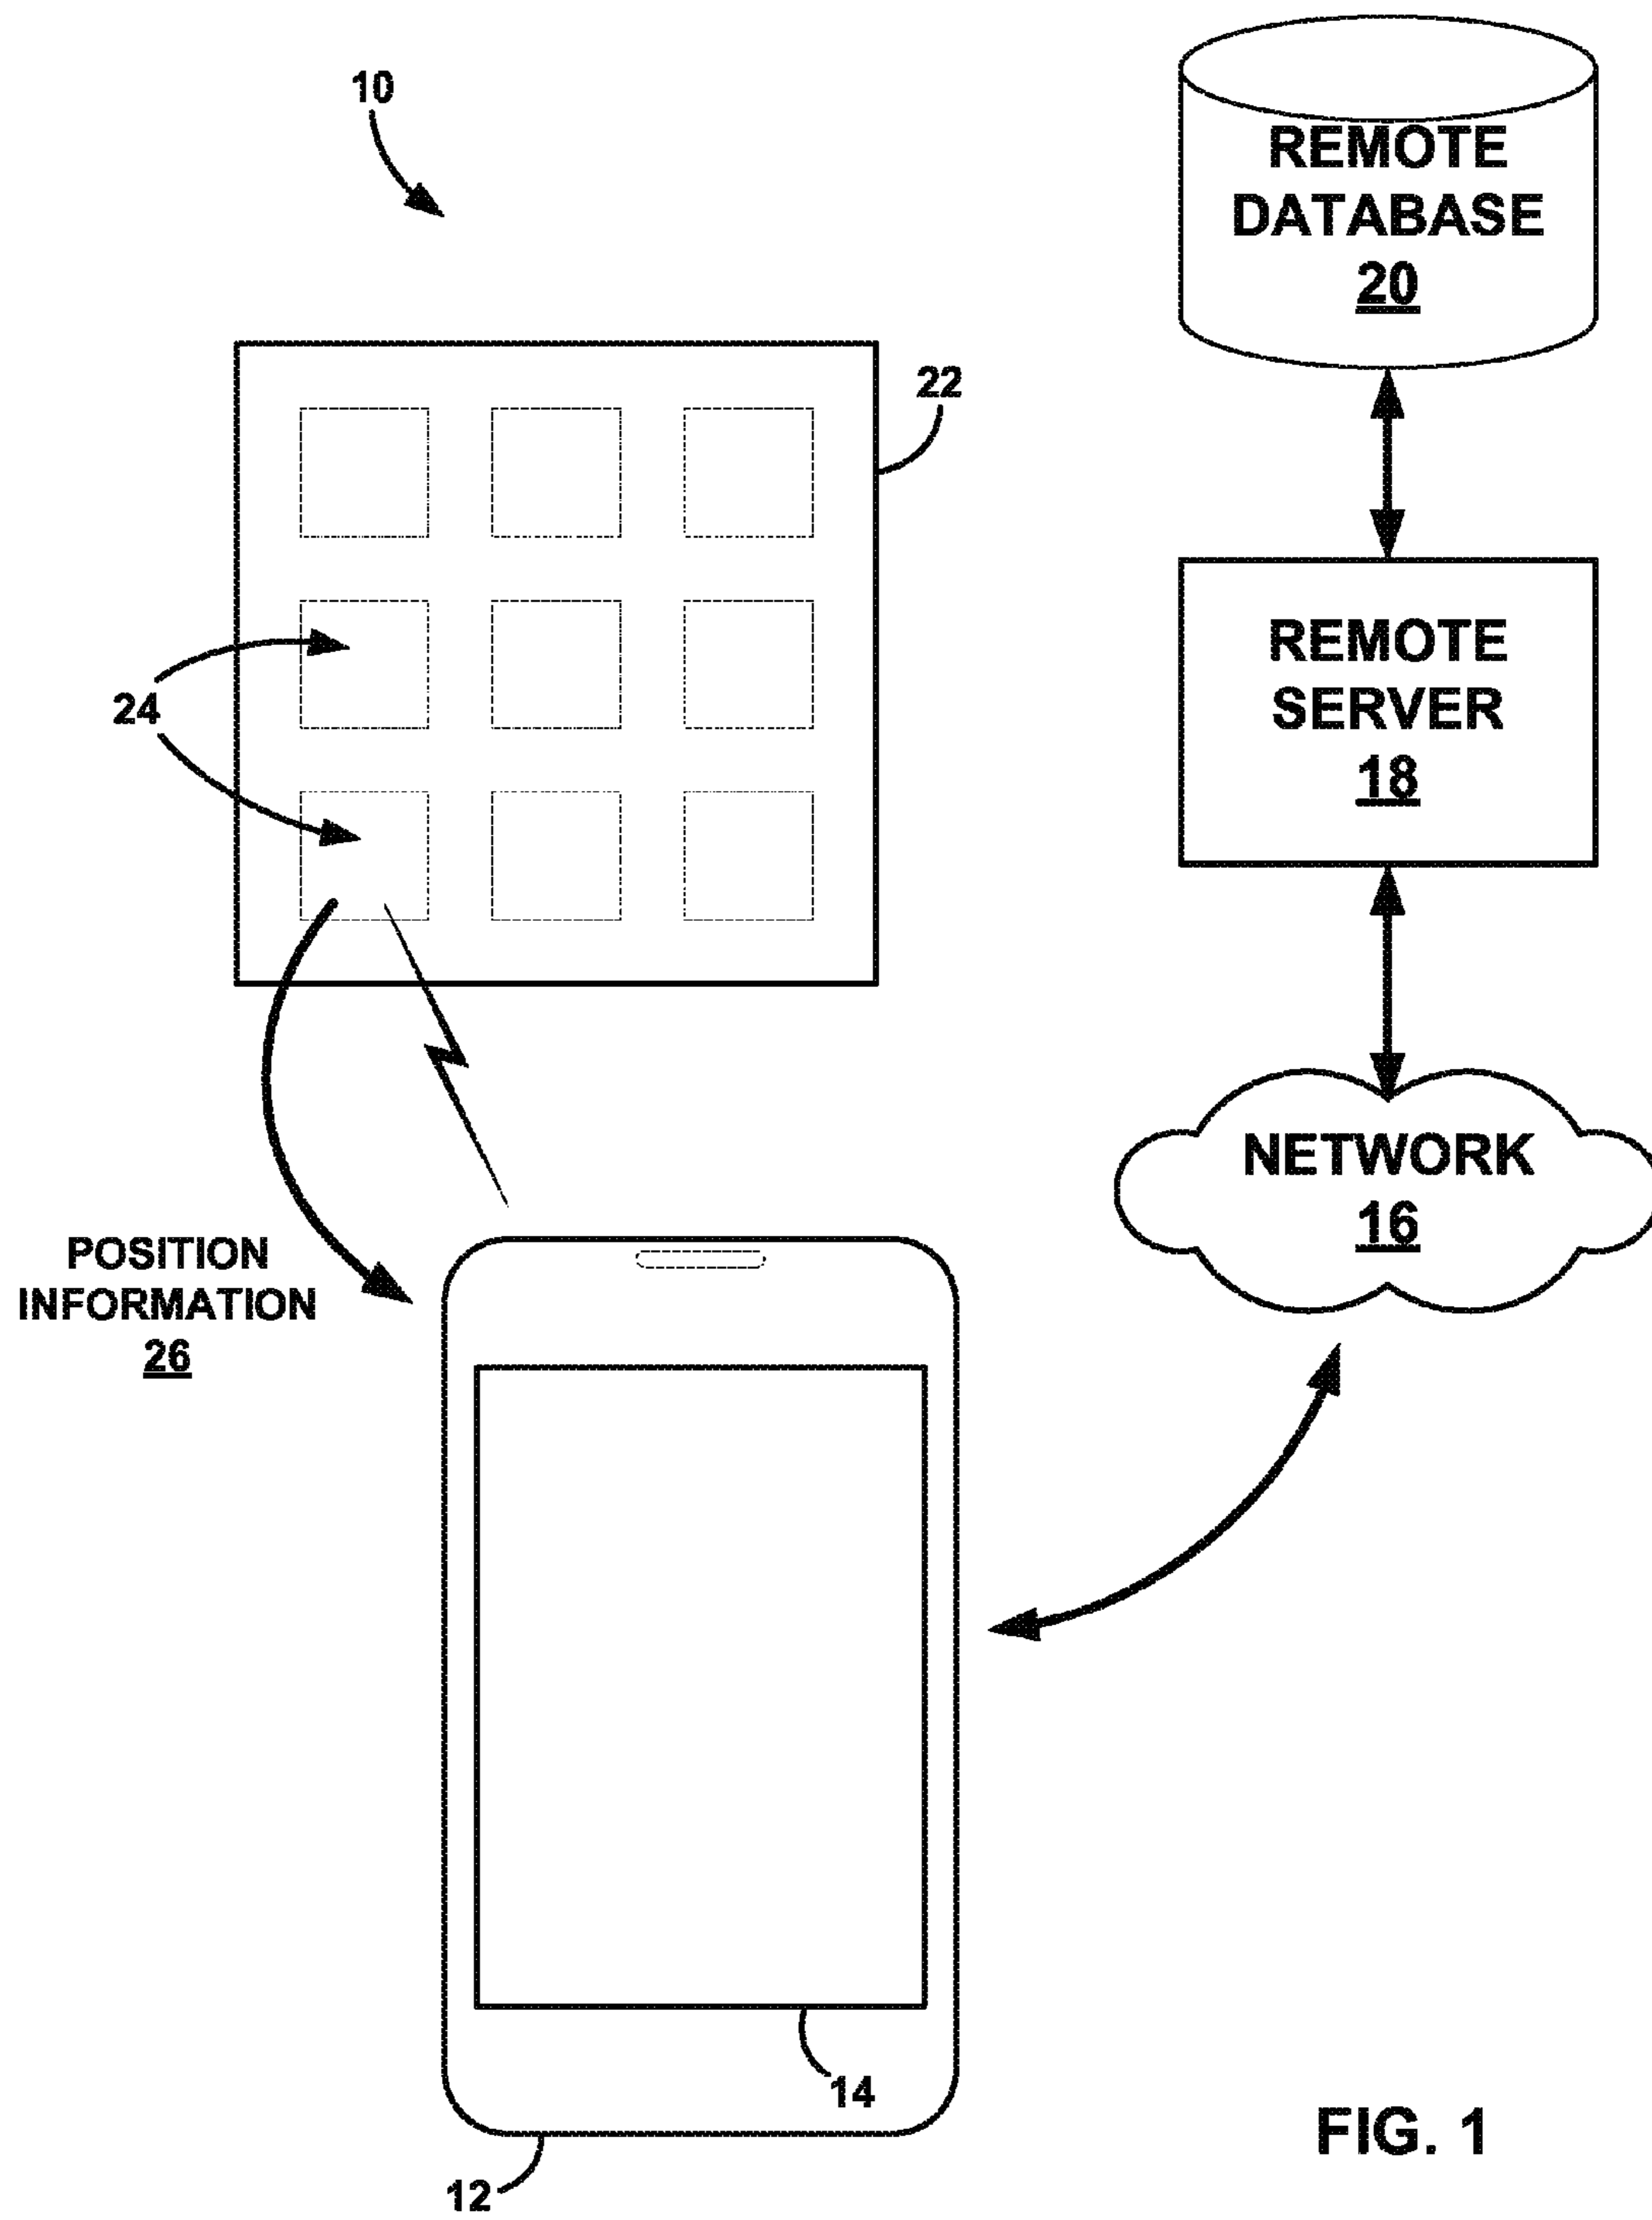 10
REMOTE
DATABASE
20
22
24
REMOTE
SERVER
18
NETWORK
16
POSITION
INFORMATION
26
14
12
FIG. 1